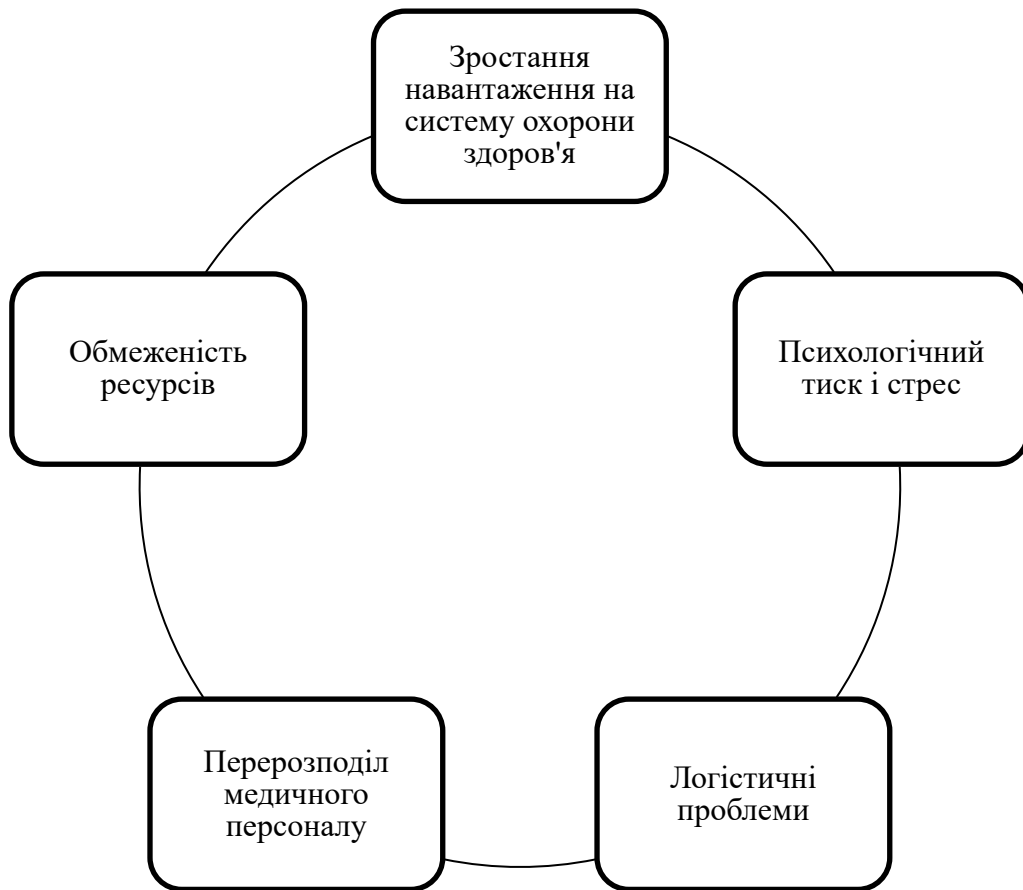 Зростання
навантаження на
систему охорони
здоров'я
Психологічний
тиск і стрес
Логістичні
проблеми
Перерозподіл
медичного
персоналу
Обмеженість
ресурсів